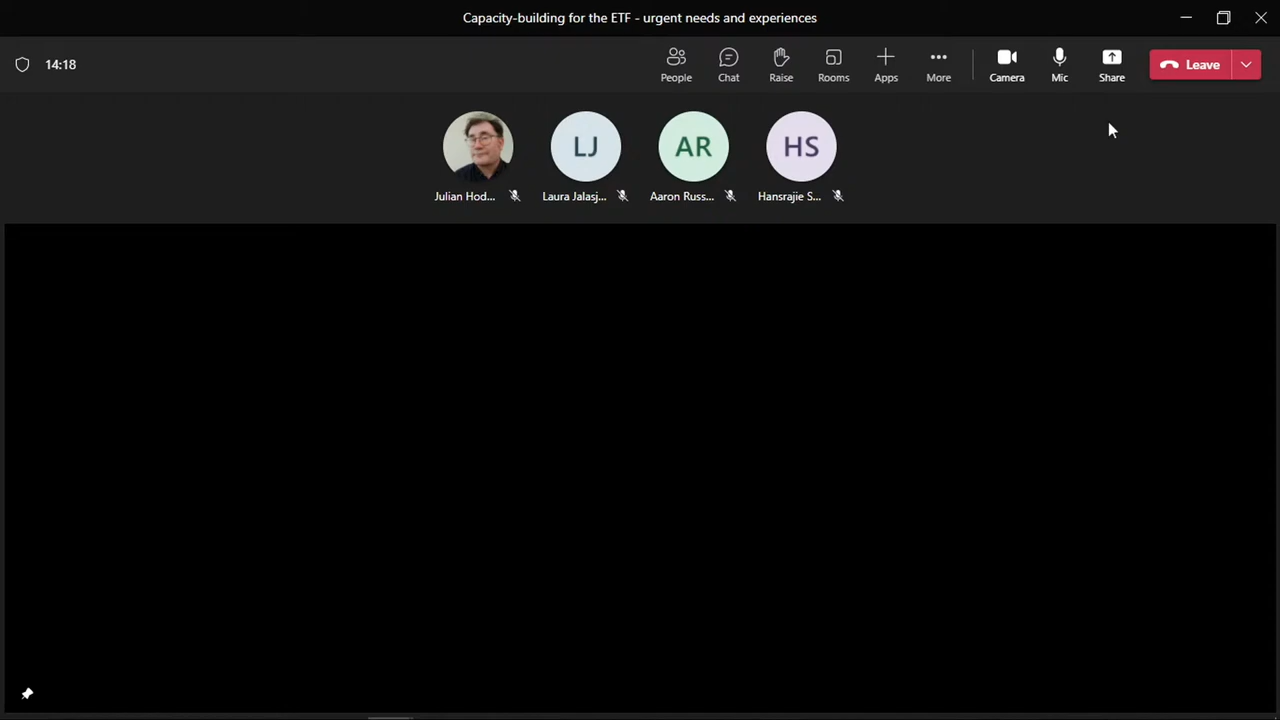 Capacity-building for the ETF - urgent needs and experiences
14:18
People
Chat
Raise
Rooms
Apps
More
Camera
Mic
Share
Leave
LJ
AR
HS
Julian Hod...
Laura Jalasj...
Aaron Russ...
Hansrajie S...